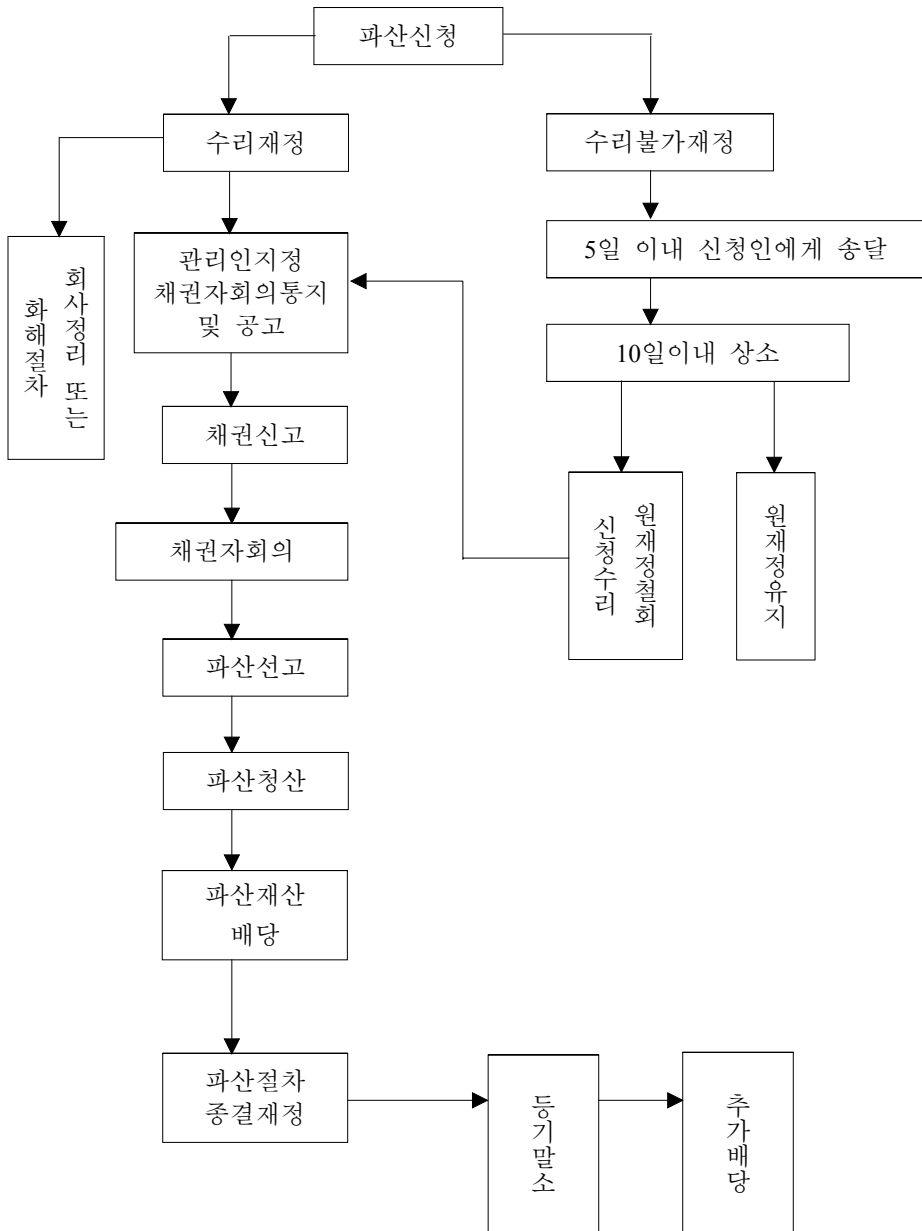 파산신청
수리재정
수리불가재정
회사정리 또는
화해절차
관리인지정
채권자회의통지
및 공고
5일 이내 신청인에게 송달
10일이내 상소
채권신고
원재정철회
신청수리
원재정유지
채권자회의
파산선고
파산청산
파산재산
배당
파산절차
종결재정
등기말소
추가배당